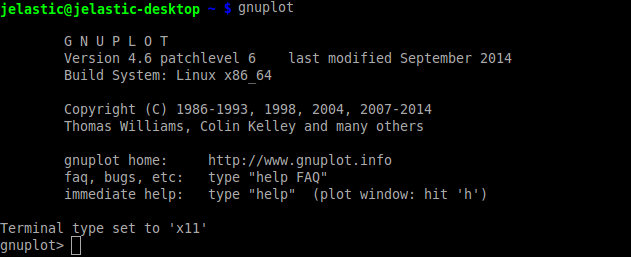 jelastic@jelastic-desktop ~ $ gnuplot
G N U P L O T
Version 4.6 patchlevel 6    last modified September 2014
Build System: Linux x86_64
Copyright (C) 1986-1993, 1998, 2004, 2007-2014
Thomas Williams, Colin Kelley and many others
gnuplot home:     http://www.gnuplot.info
faq, bugs, etc:   type "help FAQ"
immediate help:   type "help"  (plot window: hit 'h')
Terminal type set to 'x11'
gnuplot>